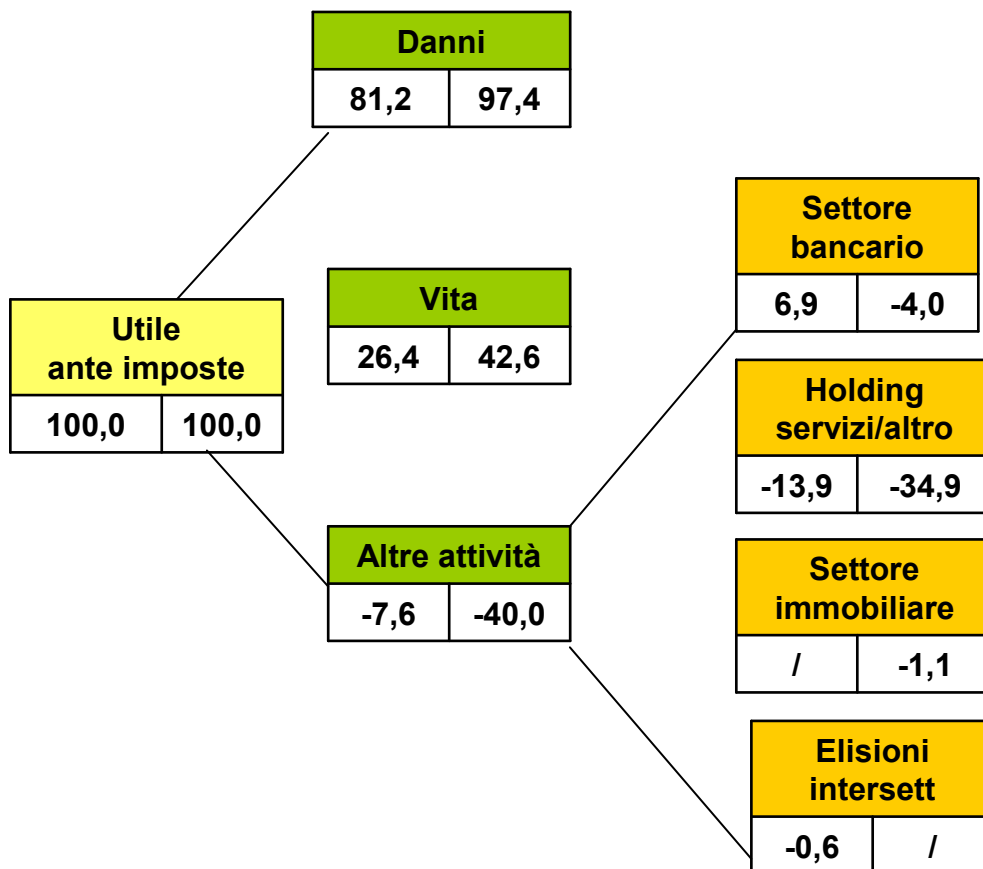 Danni
81,2 97,4
Settore
bancario
6,9 -4,0
Vita
26,4 42,6
Utile
ante imposte
100,0 100,0
Holding
servizi/altro
-13,9 -34,9
Altre attività
-7,6 -40,0
Settore
immobiliare
/ -1,1
Elisioni
intersett
-0,6 /